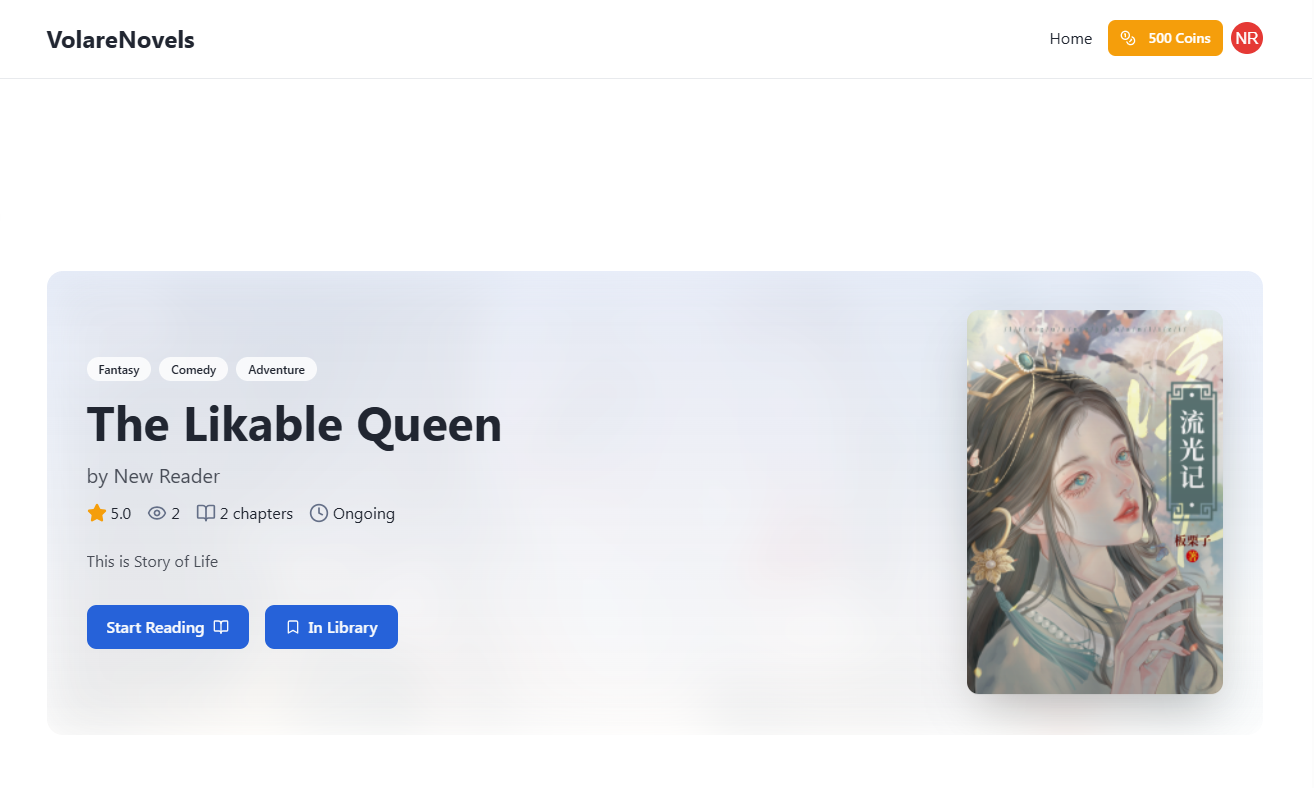 VolareNovels
Home
500 Coins
NR
Fantasy
Comedy
Adventure
The Likable Queen
by New Reader
5.0
2
2 chapters
Ongoing
This is Story of Life
Start Reading
In Library
流光记
板栗子
著